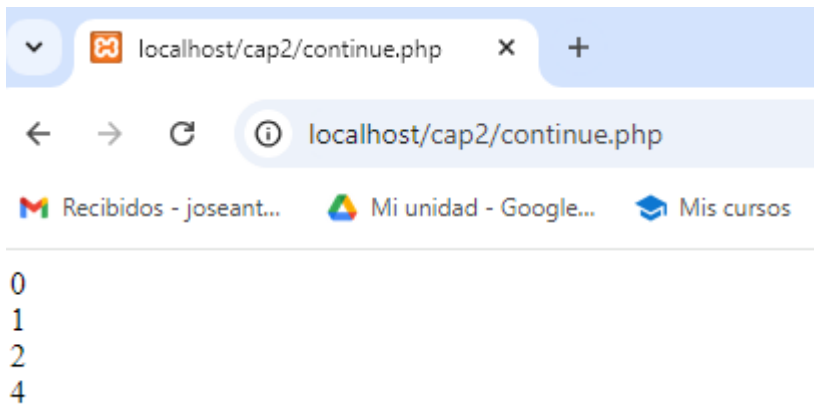 localhost/cap2/continue.php
localhost/cap2/continue.php
Recibidos - joseant... Mi unidad - Google... Mis cursos
0
1
2
4